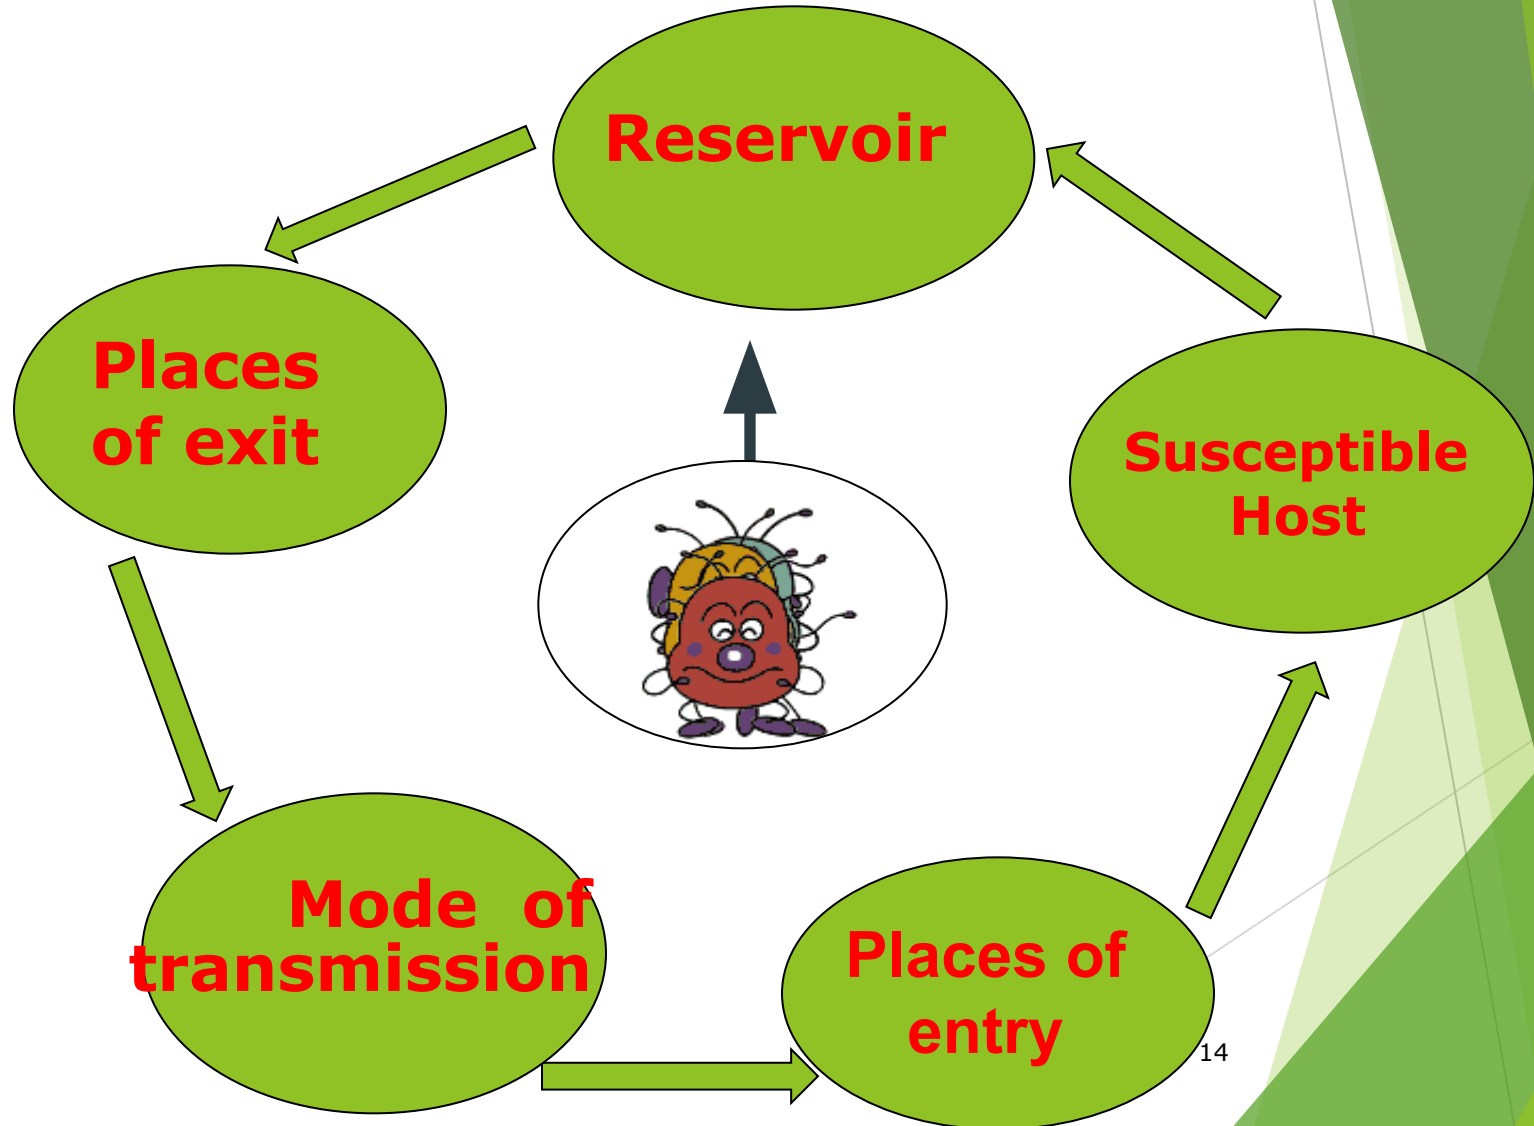 Reservoir
Places
of exit
Susceptible
Host
Mode of
transmission
Places of
entry
14